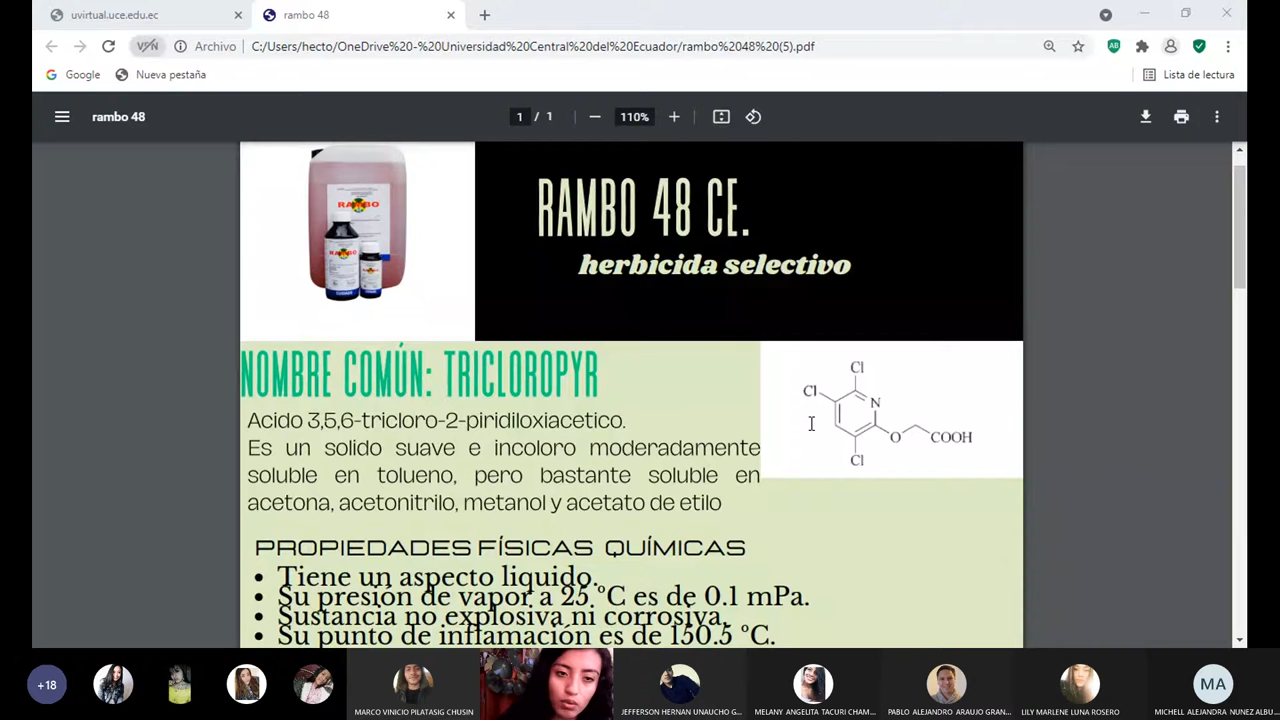 uvirtual.uce.edu.ec
rambo 48
VPN
Archivo
C:/Users/hecto/OneDrive%20-%20Universidad%20Central%20del%20Ecuador/rambo%2048%20(5).pdf
Google
Nueva pestaña
Lista de lectura
rambo 48
1 / 1
110%
RAMBO
RAMBO
RAMBO 48 CE.
herbicida selectivo
NOMBRE COMÚN: TRICLOROPYR
Acido 3,5,6-tricloro-2-piridiloxiacetico.
Es un solido suave e incoloro moderadamente
soluble en tolueno, pero bastante soluble en
acetona, acetonitrilo, metanol y acetato de etilo
Cl
Cl
N
O
COOH
Cl
PROPIEDADES FÍSICAS QUÍMICAS
• Tiene un aspecto liquido.
• Su presión de vapor a 25 °C es de 0.1 mPa.
• Sustancia no explosiva ni corrosiva.
• Su punto de inflamación es de 150.5 °C.
+18
MARCO VINICIO PILATASIG CHUSIN
JEFFERSON HERNAN UNAUCHO G...
MELANY ANGELITA TACURI CHAM...
PABLO ALEJANDRO ARAUJO GRAN...
LILY MARLENE LUNA ROSERO
MA
MICHELL ALEJANDRA NUNEZ ALBU...